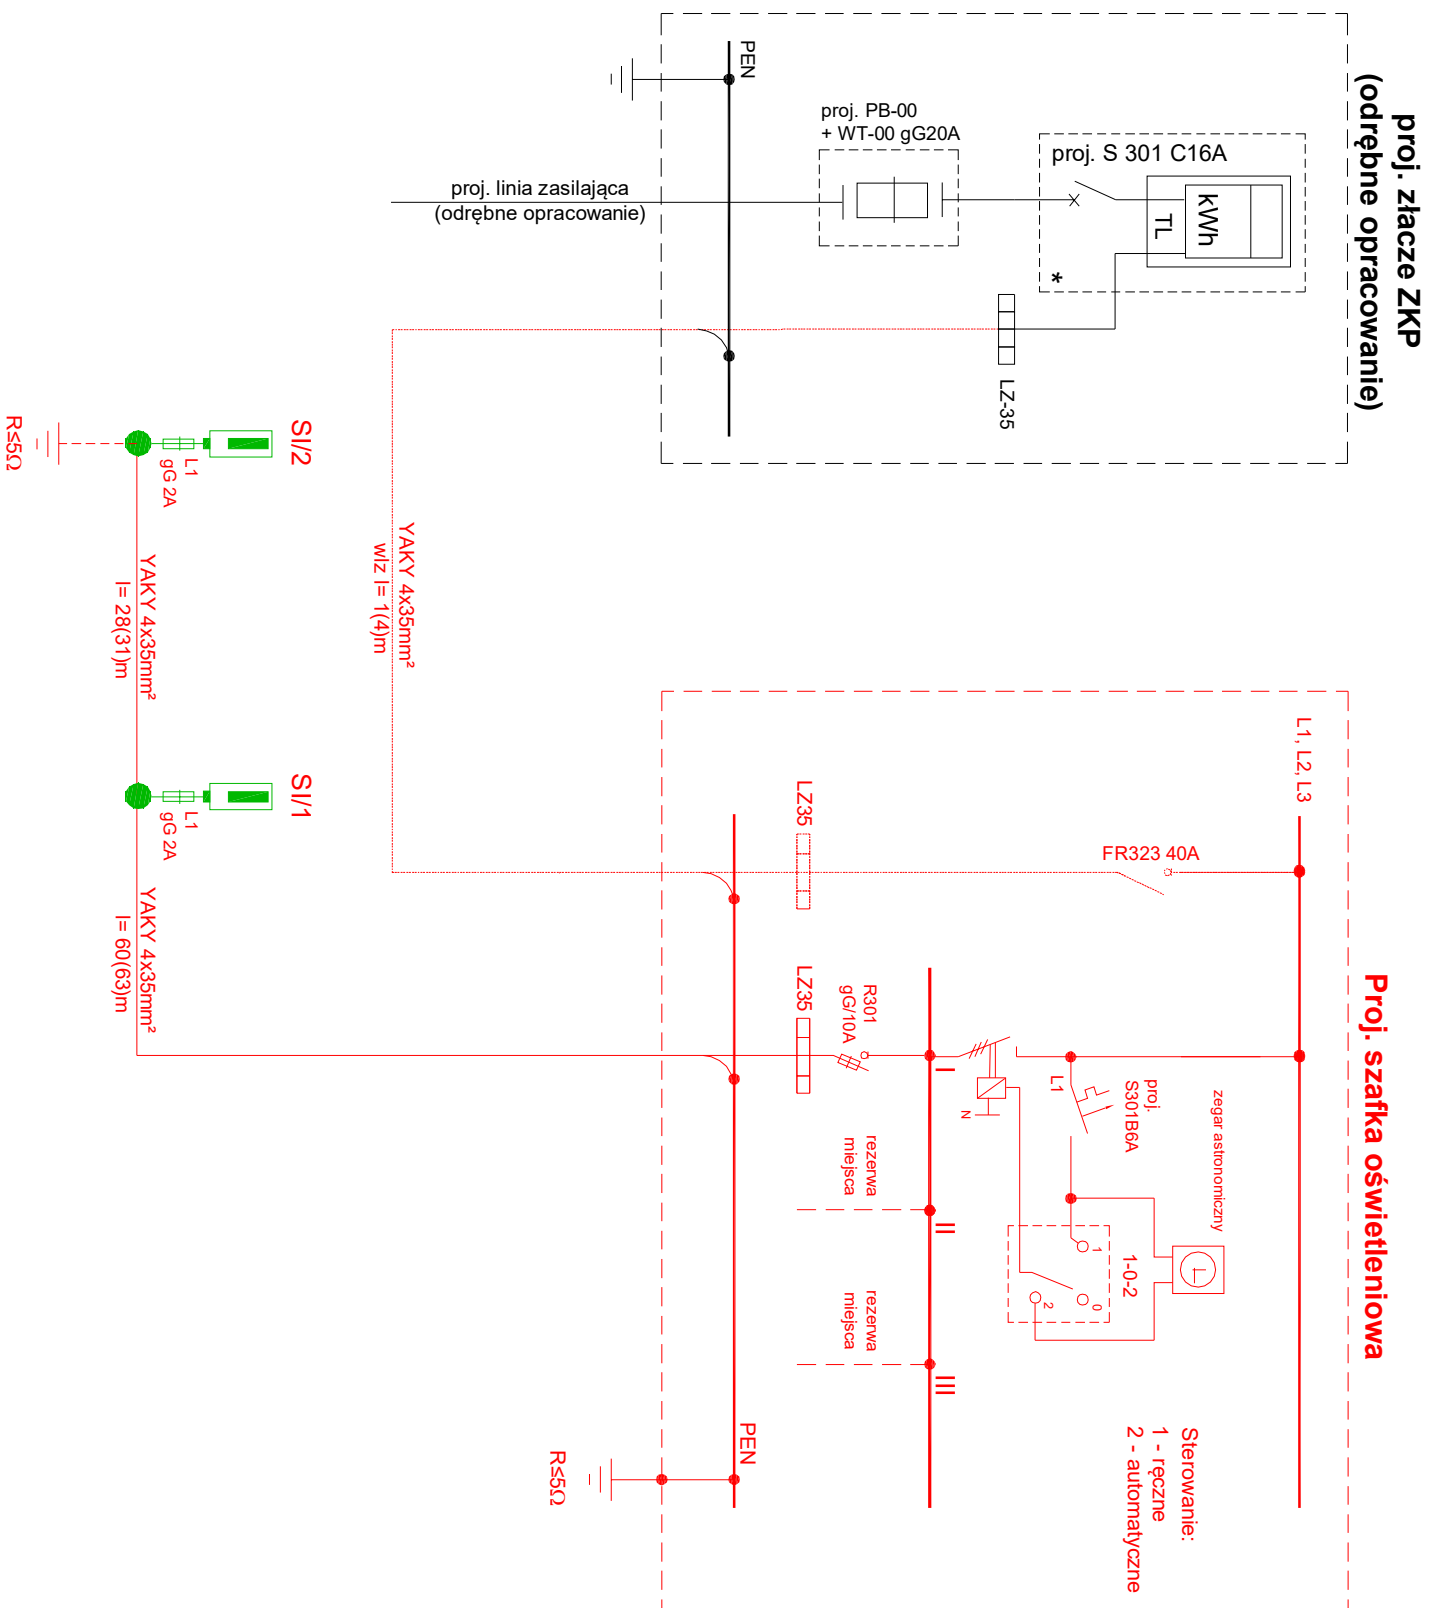 proj. złacze ZKP
(odrębne opracowanie)
PEN
proj. PB-00
+ WT-00 gG20A
proj. S 301 C16A
kWh
TL
*
proj. linia zasilająca
(odrębne opracowanie)
LZ-35
SI/2
L1
gG 2A
R≤5Ω
YAKY 4x35mm²
l= 28(31)m
YAKY 4x35mm²
wlz l= 1(4)m
SI/1
L1
gG 2A
YAKY 4x35mm²
l= 60(63)m
Proj. szafka oświetleniowa
L1, L2, L3
LZ35
FR323 40A
LZ35
R301
gG/10A
I
N
L1
proj.
S301B6A
zegar astronomiczny
1-0-2
1
0
2
rezerwa
miejsca
II
rezerwa
miejsca
III
PEN
R≤5Ω
Sterowanie:
1 - ręczne
2 - automatyczne